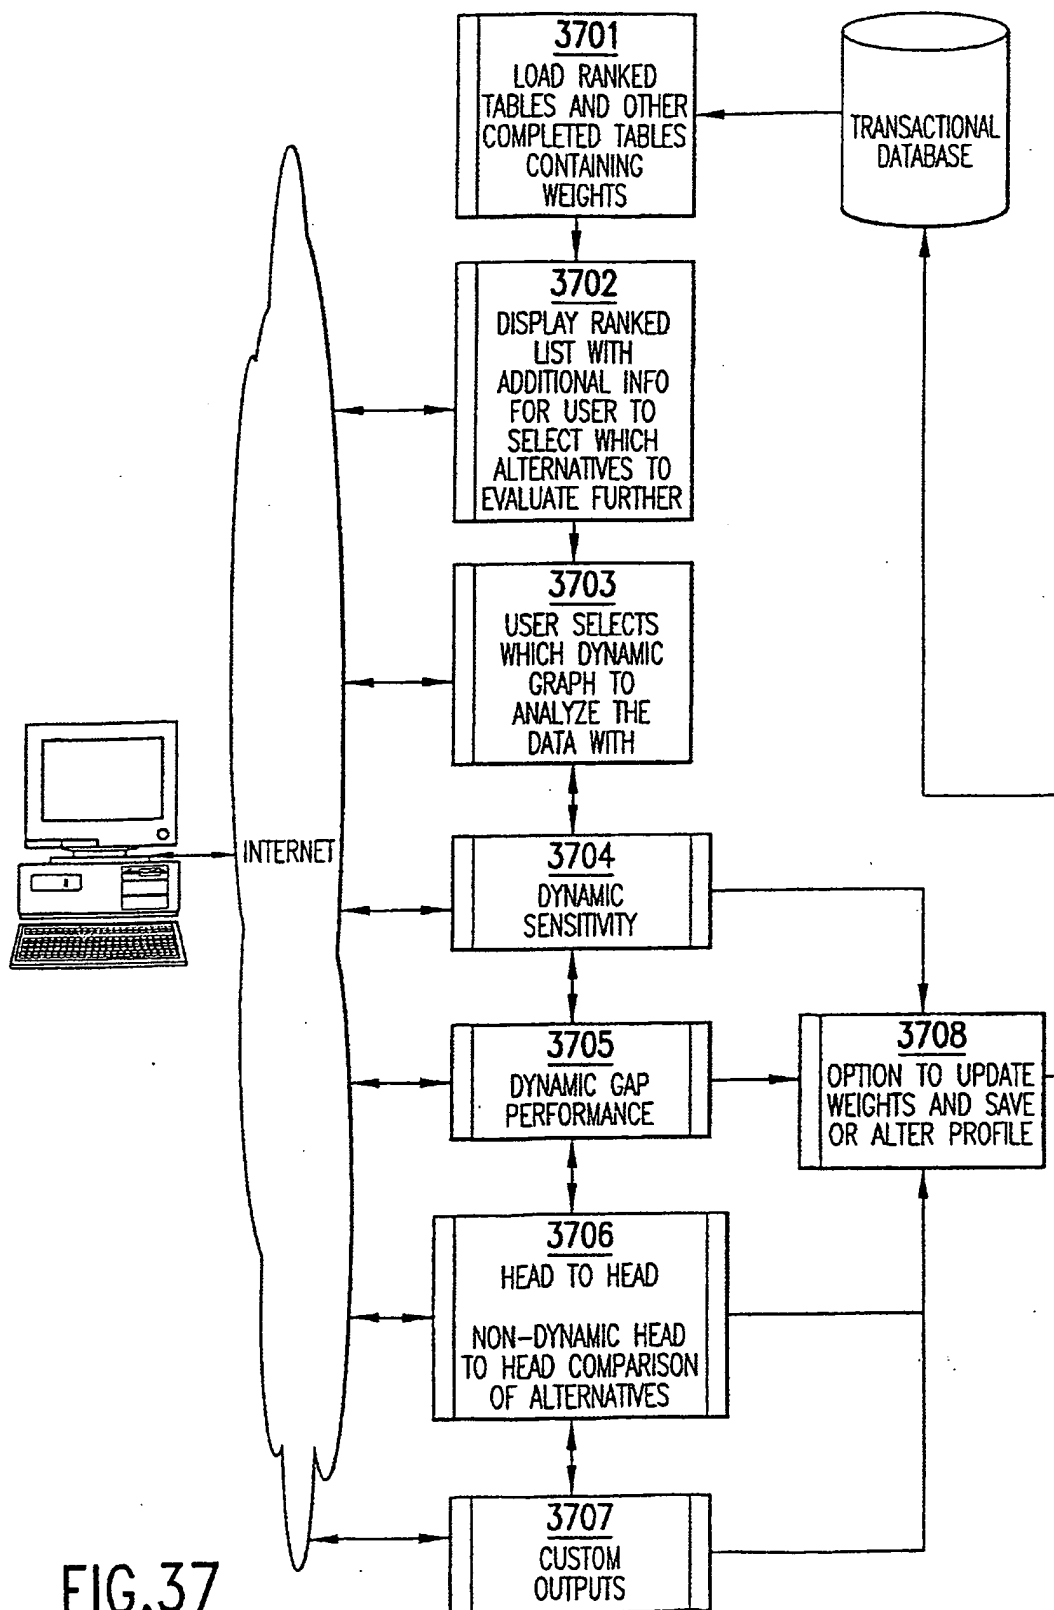 3701
LOAD RANKED
TABLES AND OTHER
COMPLETED TABLES
CONTAINING
WEIGHTS
TRANSACTIONAL
DATABASE
3702
DISPLAY RANKED
LIST WITH
ADDITIONAL INFO
FOR USER TO
SELECT WHICH
ALTERNATIVES TO
EVALUATE FURTHER
3703
USER SELECTS
WHICH DYNAMIC
GRAPH TO
ANALYZE THE
DATA WITH
INTERNET
3704
DYNAMIC
SENSITIVITY
3705
DYNAMIC GAP
PERFORMANCE
3708
OPTION TO UPDATE
WEIGHTS AND SAVE
OR ALTER PROFILE
3706
HEAD TO HEAD
NON-DYNAMIC HEAD
TO HEAD COMPARISON
OF ALTERNATIVES
3707
CUSTOM
OUTPUTS
FIG.37